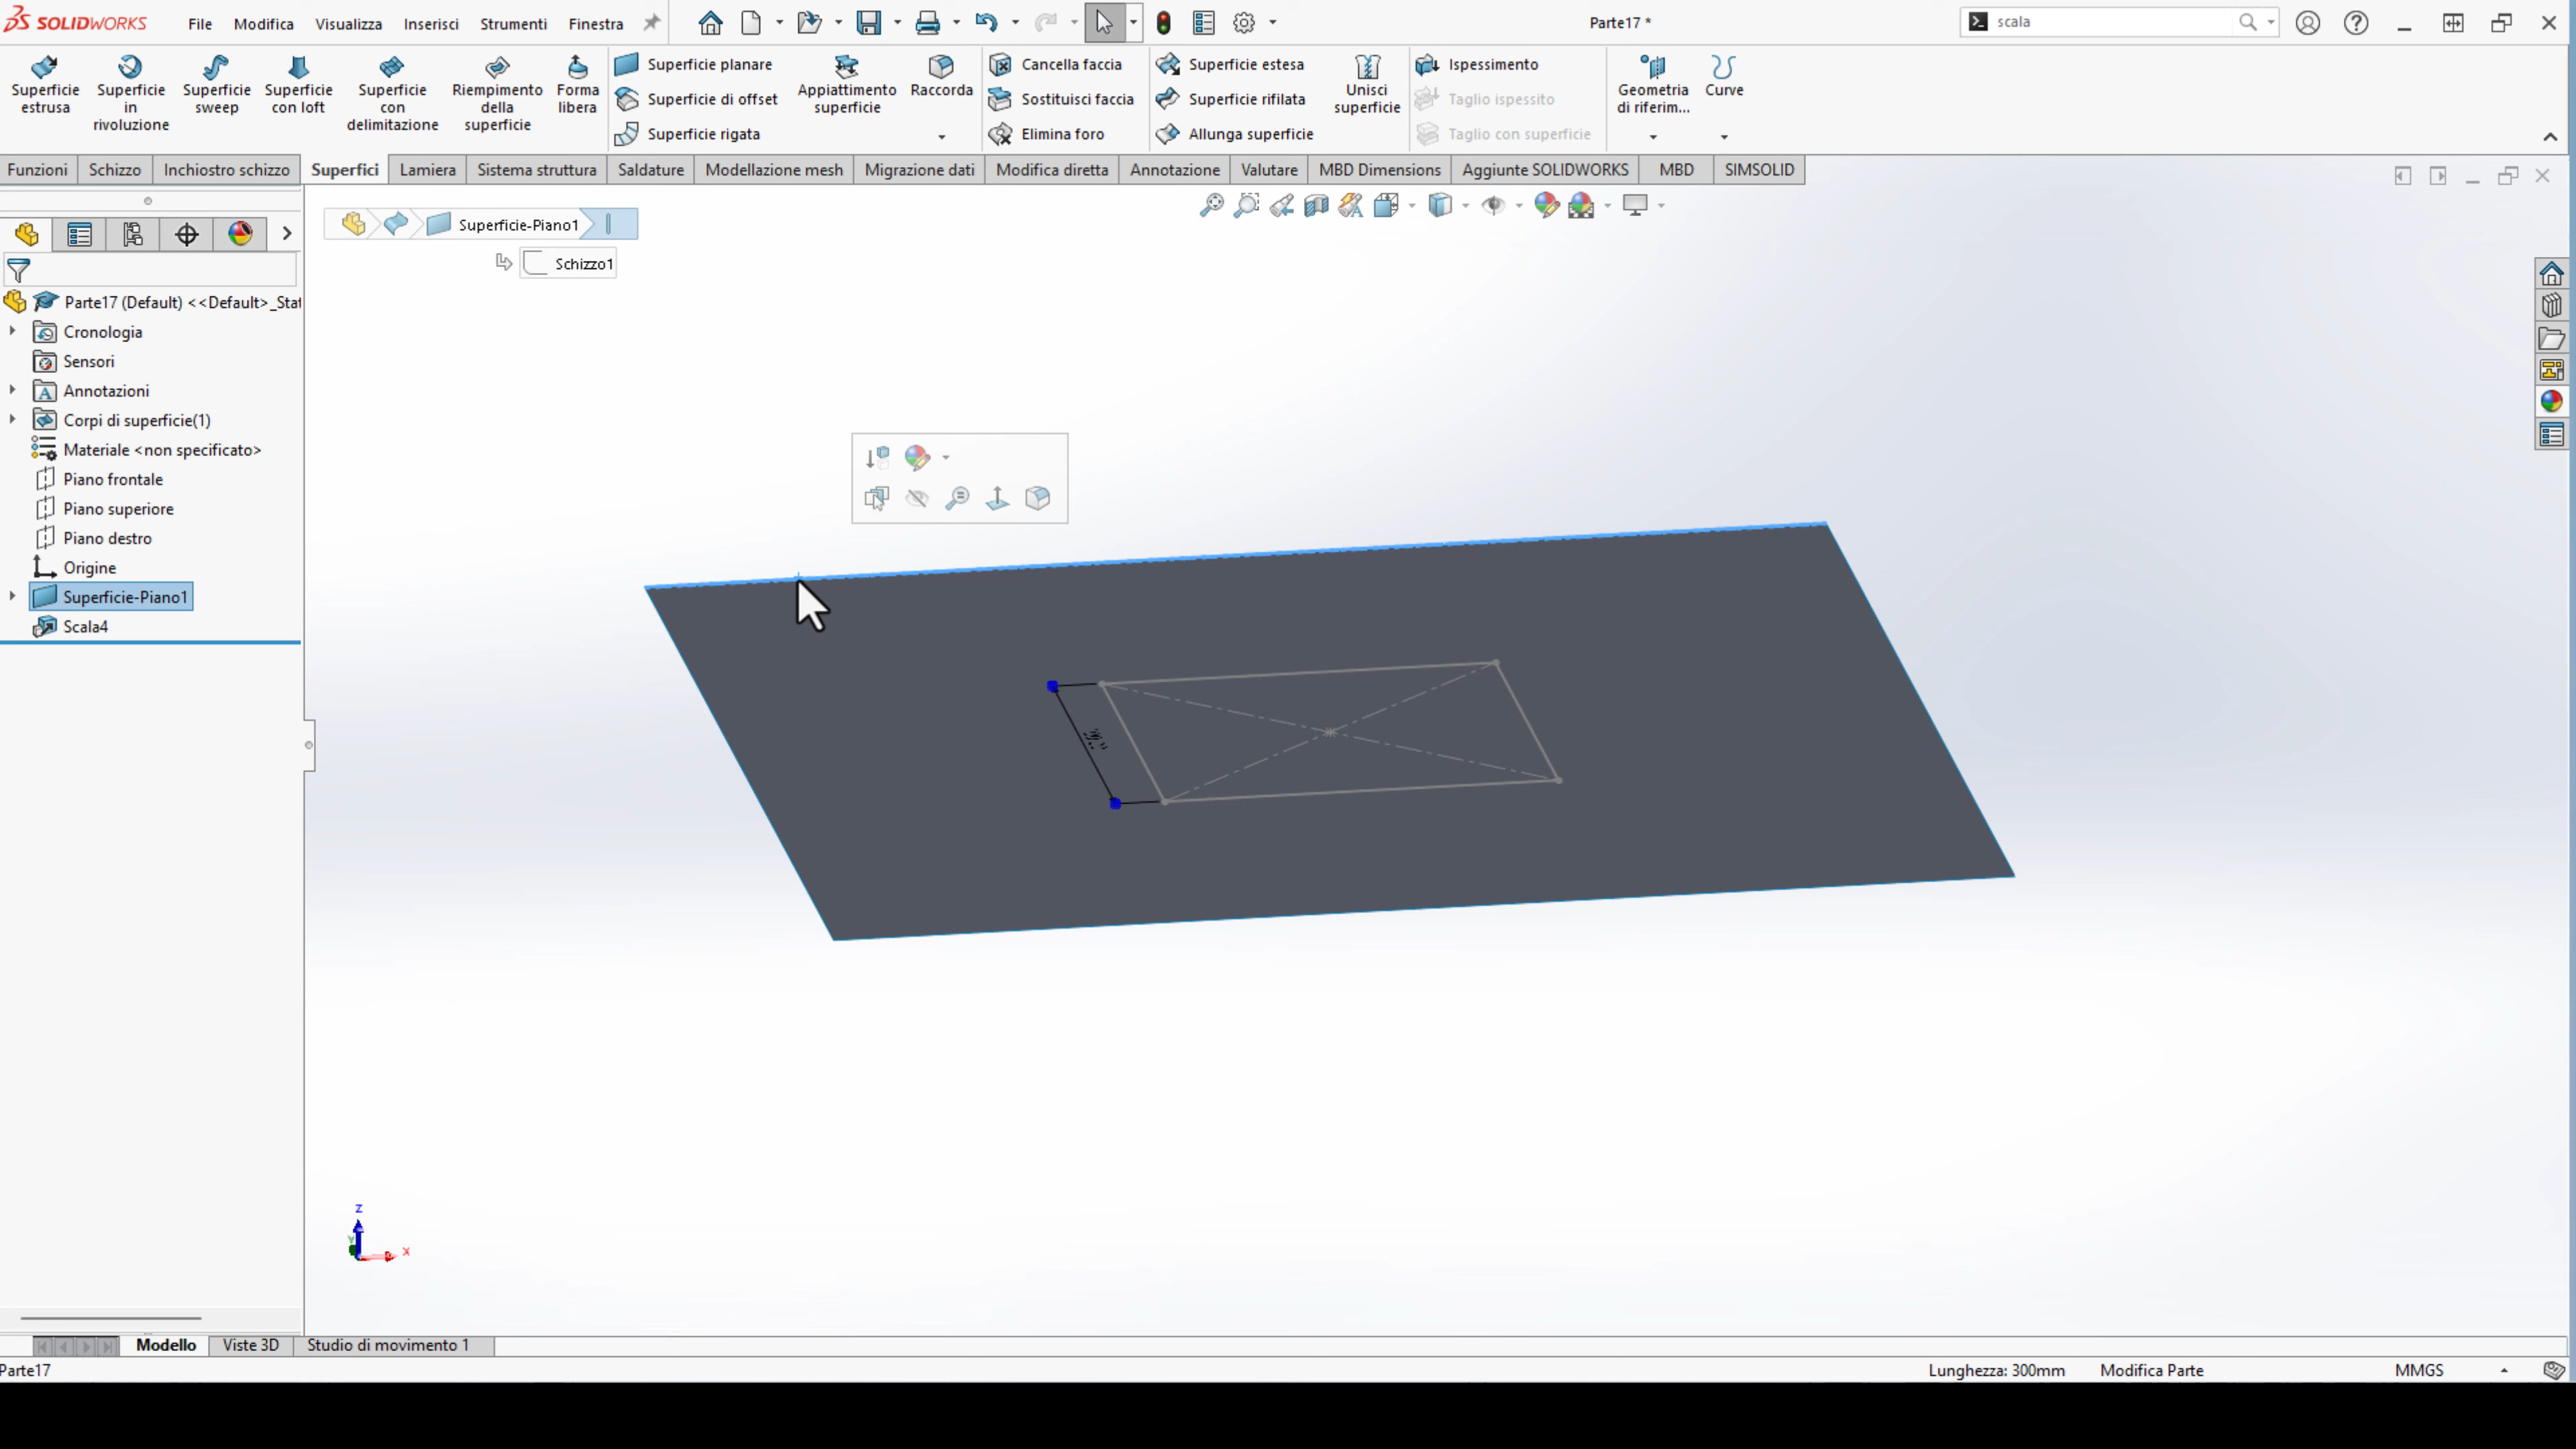 SOLIDWORKS File Modifica Visualizza Inserisci Strumenti Finestra Parte17 * scala
Superficie estrusa
Superficie in rivoluzione
Superficie sweep
Superficie con loft
Superficie con delimitazione
Riempimento della superficie
Forma libera
Superficie planare
Superficie di offset
Superficie rigata
Appiattimento superficie
Raccorda
Cancella faccia
Sostituisci faccia
Elimina foro
Superficie estesa
Superficie rifilata
Allunga superficie
Unisci superficie
Ispessimento
Taglio ispessito
Taglio con superficie
Geometria di riferim...
Curve
Funzioni Schizzo Inchiostro schizzo Superfici Lamiera Sistema struttura Saldature Modellazione mesh Migrazione dati Modifica diretta Annotazione Valutare MBD Dimensions Aggiunte SOLIDWORKS MBD SIMSOLID
Superficie-Piano1
Schizzo1
Parte17 (Default) <<Default>_Stat
Cronologia
Sensori
Annotazioni
Corpi di superficie(1)
Materiale <non specificato>
Piano frontale
Piano superiore
Piano destro
Origine
Superficie-Piano1
Scala4
Z
Y
X
Modello Viste 3D Studio di movimento 1
Parte17 Lunghezza: 300mm Modifica Parte MMGS